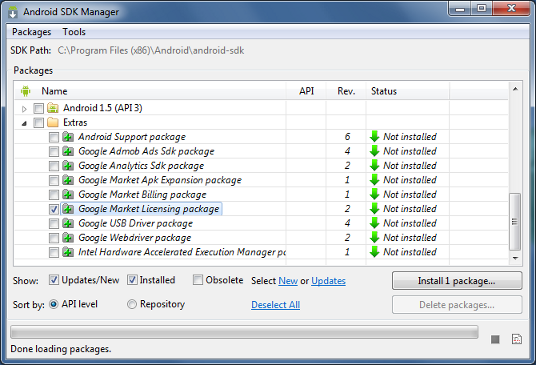 Android SDK Manager
Packages Tools
SDK Path: C:\Program Files (x86)\Android\android-sdk
Packages
Name API Rev. Status
Android 1.5 (API 3)
Extras
Android Support package 6 Not installed
Google Admob Ads Sdk package 4 Not installed
Google Analytics Sdk package 2 Not installed
Google Market Apk Expansion package 1 Not installed
Google Market Billing package 1 Not installed
Google Market Licensing package 2 Not installed
Google USB Driver package 4 Not installed
Google Webdriver package 2 Not installed
Intel Hardware Accelerated Execution Manager pa 1 Not installed
Show: Updates/New Installed Obsolete Select New or Updates Install 1 package...
Sort by: API level Repository Deselect All Delete packages...
Done loading packages.